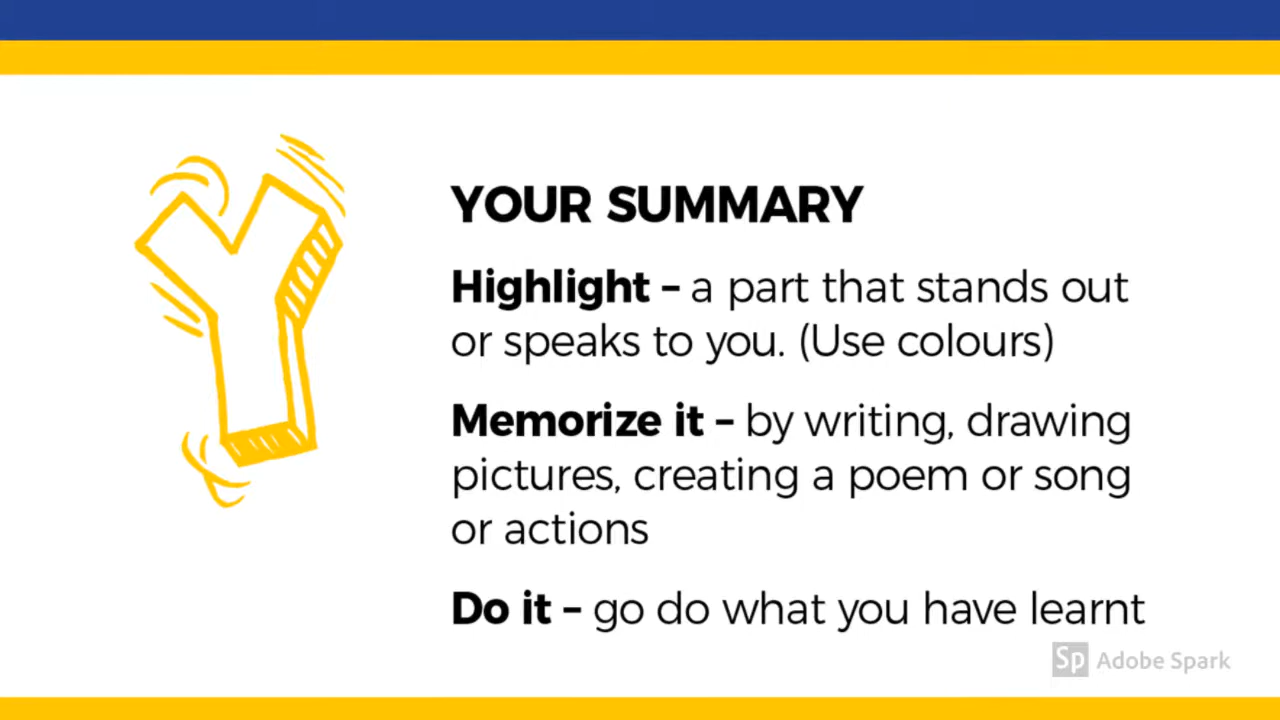 Y
YOUR SUMMARY
Highlight – a part that stands out
or speaks to you. (Use colours)
Memorize it – by writing, drawing
pictures, creating a poem or song
or actions
Do it – go do what you have learnt
Sp Adobe Spark